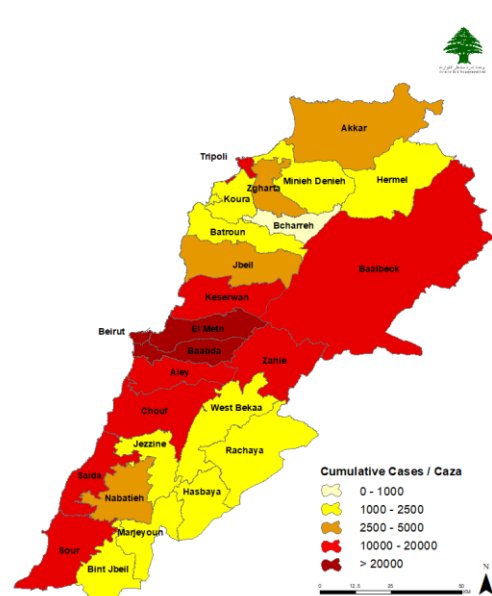 Akkar
Tripoli
Zgharta
Minieh Denieh
Hermel
Koura
Bcharreh
Batroun
Jbeil
Baalbeck
Keserwan
Beirut
El Metn
Baabda
Zahle
Aley
Chouf
West Bekaa
Jezzine
Rachaya
Saida
Nabatieh
Hasbaya
Marjeyoun
Sour
Bint Jbeil
Cumulative Cases / Caza
0 - 1000
1000 - 2500
2500 - 5000
10000 - 20000
> 20000
N
0 12.5 25 50
KM